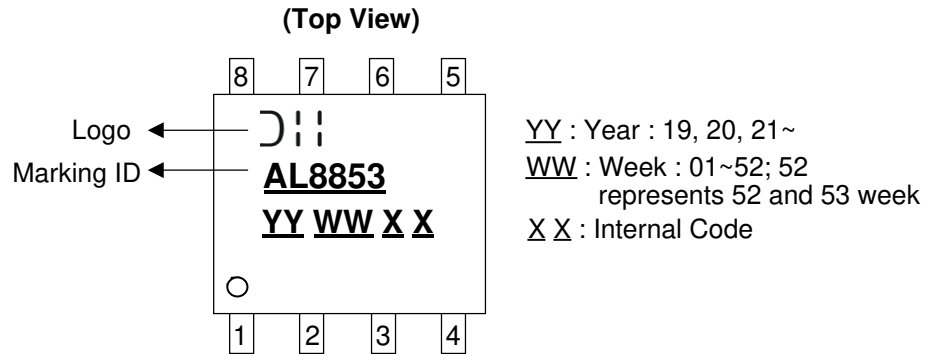 (Top View)
8 7 6 5
Logo
Marking ID
AL8853
YY WW X X
1 2 3 4
YY : Year : 19, 20, 21~
WW : Week : 01~52; 52
represents 52 and 53 week
X X : Internal Code